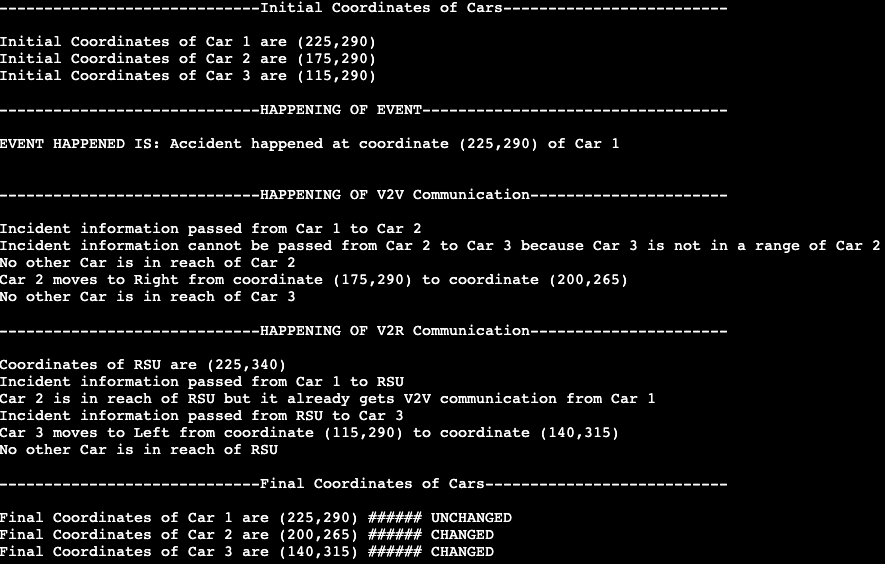 -----------------------------Initial Coordinates of Cars-------------------------
Initial Coordinates of Car 1 are (225,290)
Initial Coordinates of Car 2 are (175,290)
Initial Coordinates of Car 3 are (115,290)
-----------------------------HAPPENING OF EVENT----------------------------------
EVENT HAPPENED IS: Accident happened at coordinate (225,290) of Car 1
-----------------------------HAPPENING OF V2V Communication----------------------
Incident information passed from Car 1 to Car 2
Incident information cannot be passed from Car 2 to Car 3 because Car 3 is not in a range of Car 2
No other Car is in reach of Car 2
Car 2 moves to Right from coordinate (175,290) to coordinate (200,265)
No other Car is in reach of Car 3
-----------------------------HAPPENING OF V2R Communication----------------------
Coordinates of RSU are (225,340)
Incident information passed from Car 1 to RSU
Car 2 is in reach of RSU but it already gets V2V communication from Car 1
Incident information passed from RSU to Car 3
Car 3 moves to Left from coordinate (115,290) to coordinate (140,315)
No other Car is in reach of RSU
-----------------------------Final Coordinates of Cars---------------------------
Final Coordinates of Car 1 are (225,290) ###### UNCHANGED
Final Coordinates of Car 2 are (200,265) ###### CHANGED
Final Coordinates of Car 3 are (140,315) ###### CHANGED